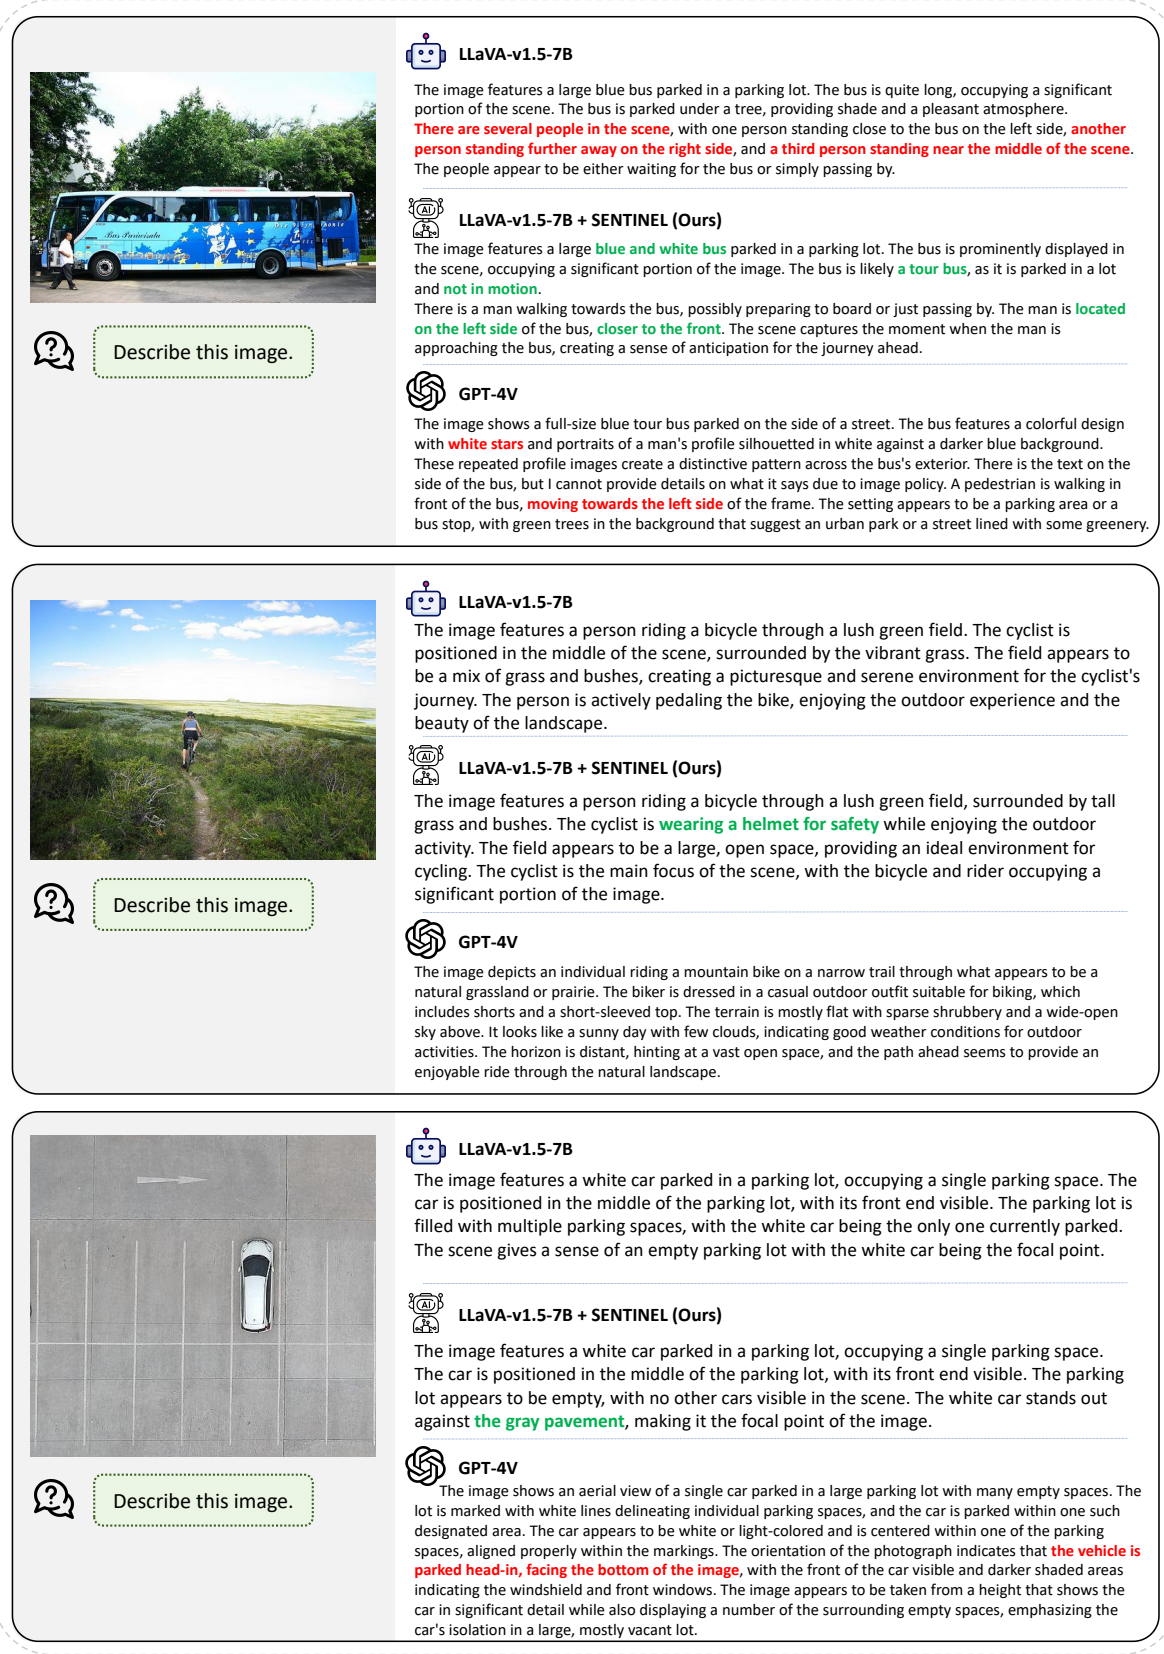 LLaVA-v1.5-7B
The image features a large blue bus parked in a parking lot. The bus is quite long, occupying a significant
portion of the scene. The bus is parked under a tree, providing shade and a pleasant atmosphere.
There are several people in the scene, with one person standing close to the bus on the left side, another
person standing further away on the right side, and a third person standing near the middle of the scene.
The people appear to be either waiting for the bus or simply passing by.
Bus Pariwisata
AI
LLaVA-v1.5-7B + SENTINEL (Ours)
The image features a large blue and white bus parked in a parking lot. The bus is prominently displayed in
the scene, occupying a significant portion of the image. The bus is likely a tour bus, as it is parked in a lot
and not in motion.
There is a man walking towards the bus, possibly preparing to board or just passing by. The man is located
on the left side of the bus, closer to the front. The scene captures the moment when the man is
approaching the bus, creating a sense of anticipation for the journey ahead.
Describe this image.
GPT-4V
The image shows a full-size blue tour bus parked on the side of a street. The bus features a colorful design
with white stars and portraits of a man's profile silhouetted in white against a darker blue background.
These repeated profile images create a distinctive pattern across the bus's exterior. There is the text on the
side of the bus, but I cannot provide details on what it says due to image policy. A pedestrian is walking in
front of the bus, moving towards the left side of the frame. The setting appears to be a parking area or a
bus stop, with green trees in the background that suggest an urban park or a street lined with some greenery.
LLaVA-v1.5-7B
The image features a person riding a bicycle through a lush green field. The cyclist is
positioned in the middle of the scene, surrounded by the vibrant grass. The field appears to
be a mix of grass and bushes, creating a picturesque and serene environment for the cyclist's
journey. The person is actively pedaling the bike, enjoying the outdoor experience and the
beauty of the landscape.
AI
LLaVA-v1.5-7B + SENTINEL (Ours)
The image features a person riding a bicycle through a lush green field, surrounded by tall
grass and bushes. The cyclist is wearing a helmet for safety while enjoying the outdoor
activity. The field appears to be a large, open space, providing an ideal environment for
cycling. The cyclist is the main focus of the scene, with the bicycle and rider occupying a
significant portion of the image.
Describe this image.
GPT-4V
The image depicts an individual riding a mountain bike on a narrow trail through what appears to be a
natural grassland or prairie. The biker is dressed in a casual outdoor outfit suitable for biking, which
includes shorts and a short-sleeved top. The terrain is mostly flat with sparse shrubbery and a wide-open
sky above. It looks like a sunny day with few clouds, indicating good weather conditions for outdoor
activities. The horizon is distant, hinting at a vast open space, and the path ahead seems to provide an
enjoyable ride through the natural landscape.
LLaVA-v1.5-7B
The image features a white car parked in a parking lot, occupying a single parking space. The
car is positioned in the middle of the parking lot, with its front end visible. The parking lot is
filled with multiple parking spaces, with the white car being the only one currently parked.
The scene gives a sense of an empty parking lot with the white car being the focal point.
AI
LLaVA-v1.5-7B + SENTINEL (Ours)
The image features a white car parked in a parking lot, occupying a single parking space.
The car is positioned in the middle of the parking lot, with its front end visible. The parking
lot appears to be empty, with no other cars visible in the scene. The white car stands out
against the gray pavement, making it the focal point of the image.
Describe this image.
GPT-4V
The image shows an aerial view of a single car parked in a large parking lot with many empty spaces. The
lot is marked with white lines delineating individual parking spaces, and the car is parked within one such
designated area. The car appears to be white or light-colored and is centered within one of the parking
spaces, aligned properly within the markings. The orientation of the photograph indicates that the vehicle is
parked head-in, facing the bottom of the image, with the front of the car visible and darker shaded areas
indicating the windshield and front windows. The image appears to be taken from a height that shows the
car in significant detail while also displaying a number of the surrounding empty spaces, emphasizing the
car's isolation in a large, mostly vacant lot.